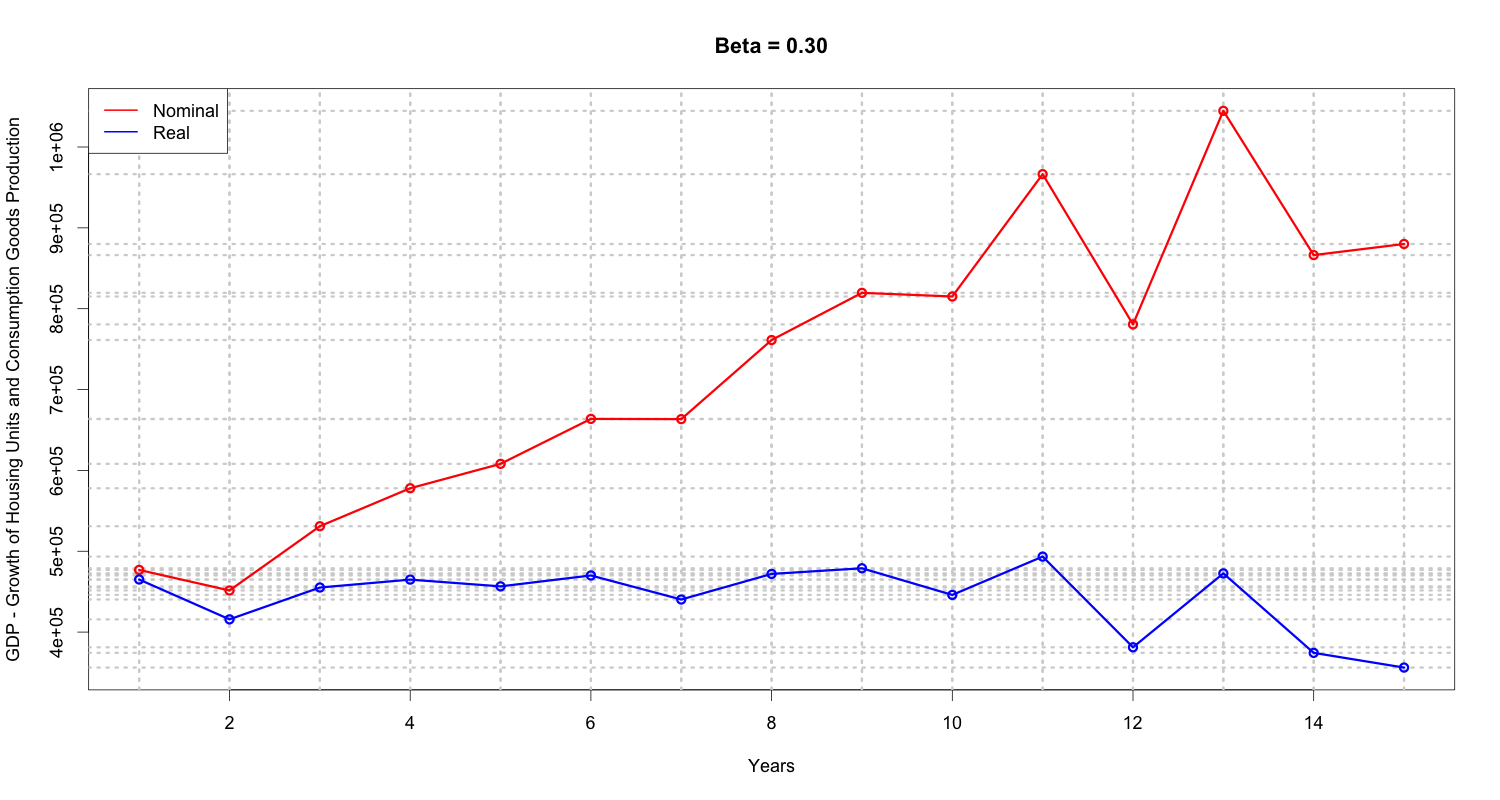 Beta = 0.30
Nominal
Real
GDP - Growth of Housing Units and Consumption Goods Production
1e+06
9e+05
8e+05
7e+05
6e+05
5e+05
4e+05
2 4 6 8 10 12 14
Years